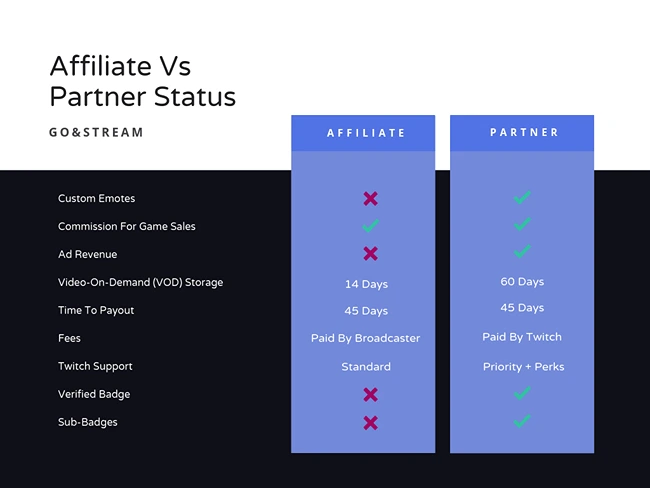 Affiliate Vs
Partner Status
GO&STREAM
AFFILIATE PARTNER
Custom Emotes
Commission For Game Sales
Ad Revenue
Video-On-Demand (VOD) Storage 14 Days 60 Days
Time To Payout 45 Days 45 Days
Fees Paid By Broadcaster Paid By Twitch
Twitch Support Standard Priority + Perks
Verified Badge
Sub-Badges